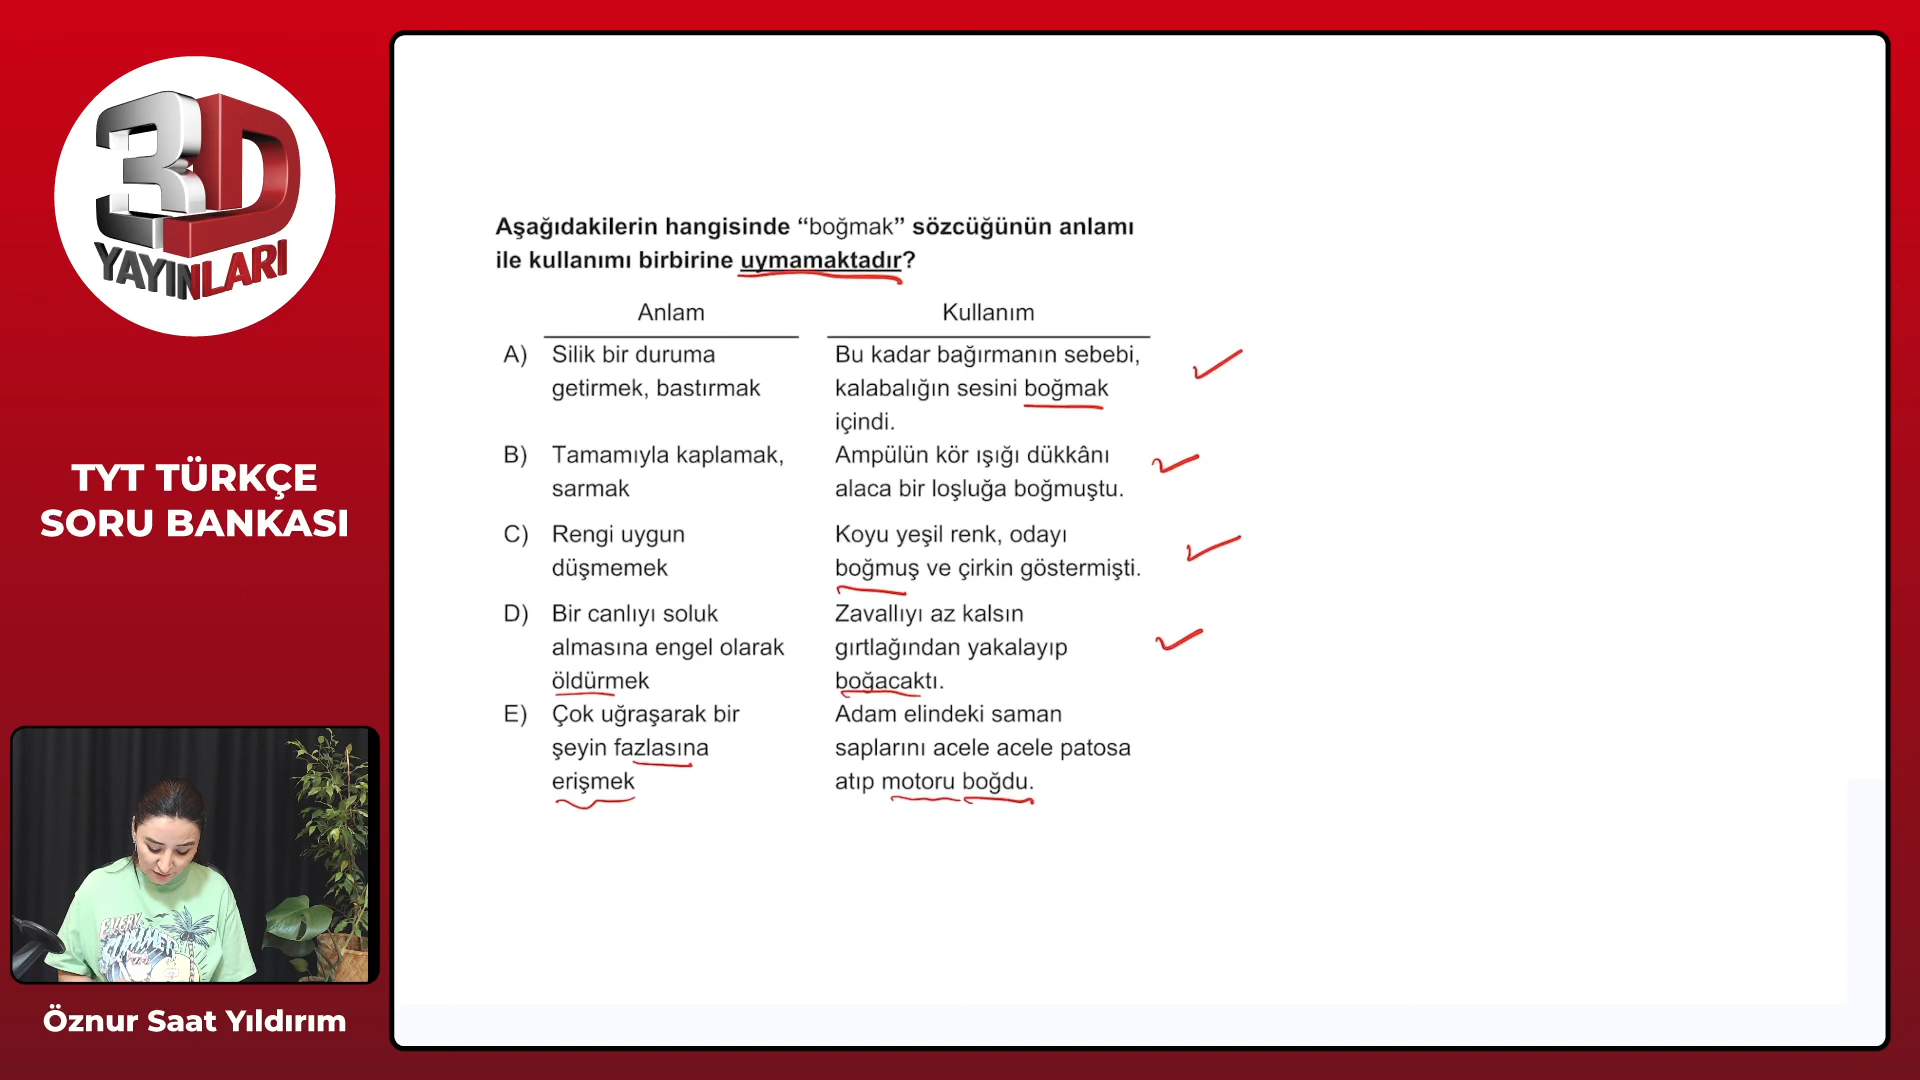 3D
YAYINLARI
TYT TÜRKÇE
SORU BANKASI
Öznur Saat Yıldırım
Aşağıdakilerin hangisinde “boğmak” sözcüğünün anlamı
ile kullanımı birbirine uymamaktadır?
Anlam Kullanım
A) Silik bir duruma Bu kadar bağırmanın sebebi,
getirmek, bastırmak kalabalığın sesini boğmak
içindi.
B) Tamamıyla kaplamak, Ampülün kör ışığı dükkânı
sarmak alaca bir loşluğa boğmuştu.
C) Rengi uygun Koyu yeşil renk, odayı
düşmemek boğmuş ve çirkin göstermişti.
D) Bir canlıyı soluk Zavallıyı az kalsın
almasına engel olarak gırtlağından yakalayıp
öldürmek boğacaktı.
E) Çok uğraşarak bir Adam elindeki saman
şeyin fazlasına saplarını acele acele patosa
erişmek atıp motoru boğdu.